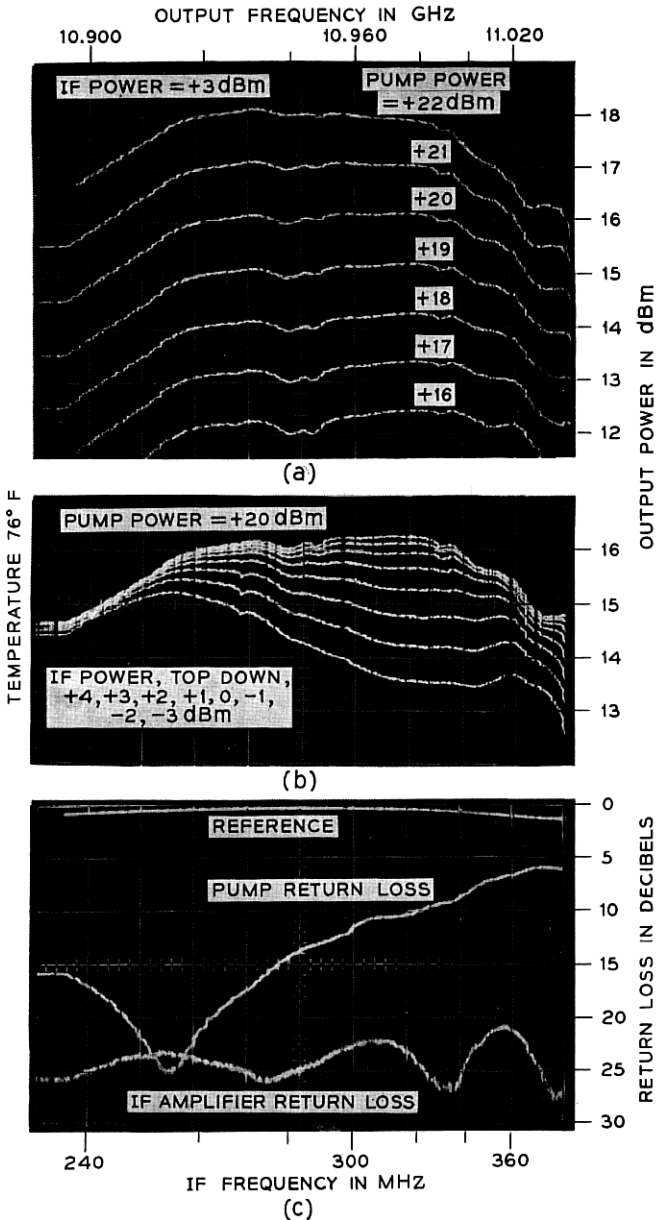 OUTPUT FREQUENCY IN GHz
10.900 10.960 11.020
IF POWER = +3 dBm
PUMP POWER
= +22 dBm
+21
+20
+19
+18
+17
+16
18
17
16
15
14
13
12
OUTPUT POWER IN dBm
(a)
TEMPERATURE 76° F
PUMP POWER = +20 dBm
IF POWER, TOP DOWN,
+4, +3, +2, +1, 0, -1,
-2, -3 dBm
16
15
14
13
(b)
REFERENCE
PUMP RETURN LOSS
IF AMPLIFIER RETURN LOSS
0
5
10
15
20
25
30
RETURN LOSS IN DECIBELS
240 300 360
IF FREQUENCY IN MHZ
(c)